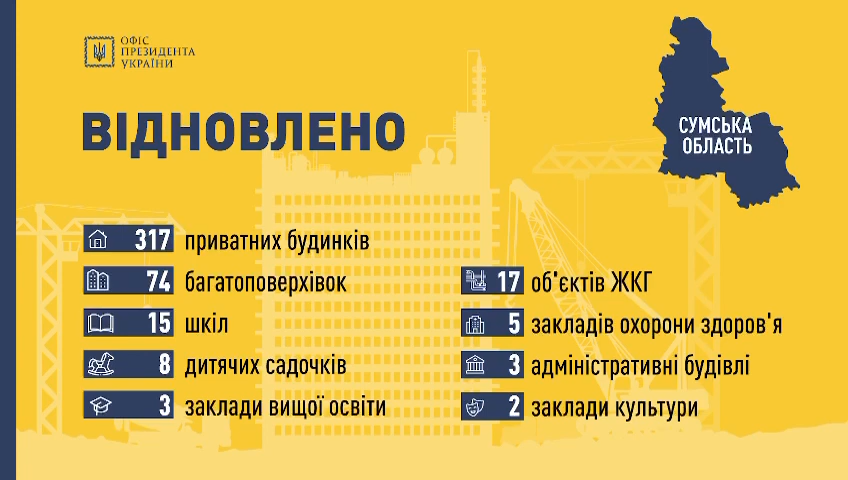 ОФІС
ПРЕЗИДЕНТА
УКРАЇНИ
ВІДНОВЛЕНО
СУМСЬКА
ОБЛАСТЬ
317 приватних будинків
74 багатоповерхівок
15 шкіл
8 дитячих садочків
3 заклади вищої освіти
17 об'єктів ЖКГ
5 закладів охорони здоров'я
3 адміністративні будівлі
2 заклади культури